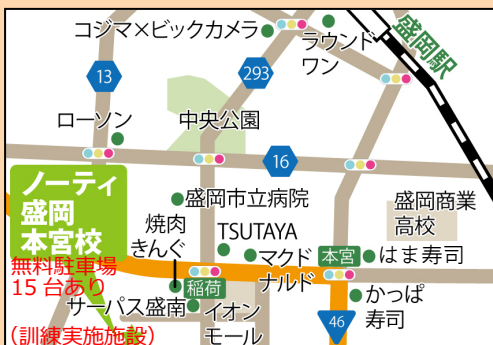 コジマ×ビックカメラ
ラウンド
ワン
盛岡駅
13
293
ローソン
中央公園
16
ノーティ
盛岡
本宮校
無料駐車場
15台あり
(訓練実施施設)
盛岡市立病院
盛岡商業
高校
焼肉
きんぐ
TSUTAYA
マクド
ナルド
本宮
はま寿司
稲荷
サーパス盛南
イオン
モール
かっぱ
寿司
46